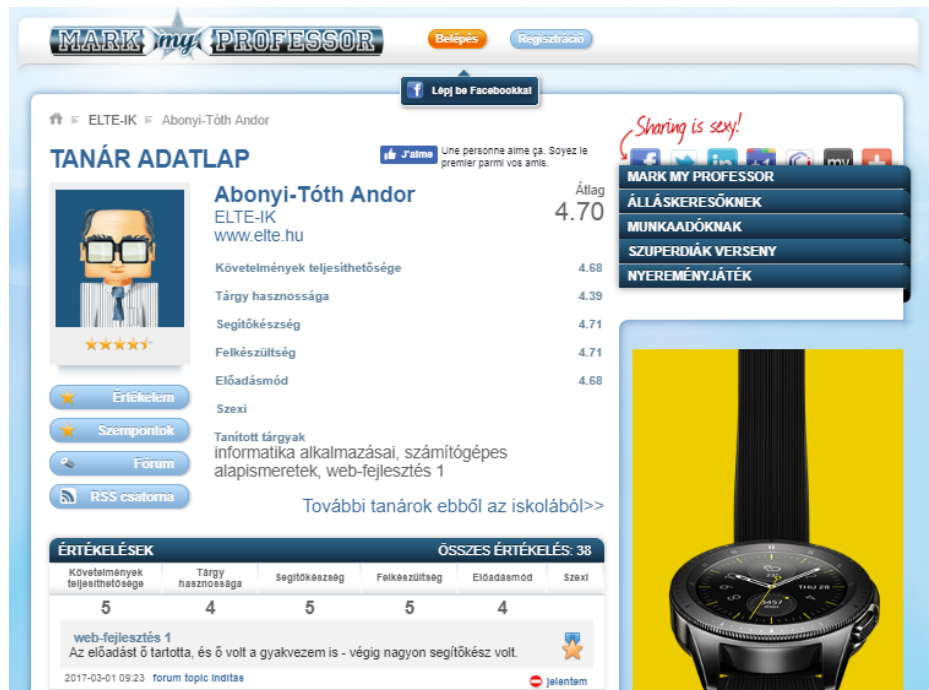 MARK my PROFESSOR
Belépés
Regisztráció
Lépj be Facebookkal
ELTE-IK
Abonyi-Tóth Andor
Sharing is sexy!
TANÁR ADATLAP
J'aime
Une personne aime ça. Soyez le
premier parmi vos amis.
MARK MY PROFESSOR
ÁLLÁSKERESŐKNEK
MUNKAADÓKNAK
SZUPERDIÁK VERSENY
NYEREMÉNYJÁTÉK
Abonyi-Tóth Andor
ELTE-IK
www.elte.hu
Átlag
4.70
Követelmények teljesíthetősége 4.68
Tárgy hasznossága 4.39
Segítőkészség 4.71
Felkészültség 4.71
Előadásmód 4.68
Szexi
Tanított tárgyak
informatika alkalmazásai, számítógépes
alapismeretek, web-fejlesztés 1
További tanárok ebből az iskolából>>
Értékelem
Szempontok
Fórum
RSS csatorna
ÉRTÉKELÉSEK ÖSSZES ÉRTÉKELÉS: 38
Követelmények
teljesíthetősége
Tárgy
hasznossága
Segítőkészség
Felkészültség
Előadásmód
Szexi
5 4 5 5 4
web-fejlesztés 1
Az előadást ő tartotta, és ő volt a gyakvezem is - végig nagyon segítőkész volt.
2017-03-01 09:23 forum topic indítás
jelentem
THU 28